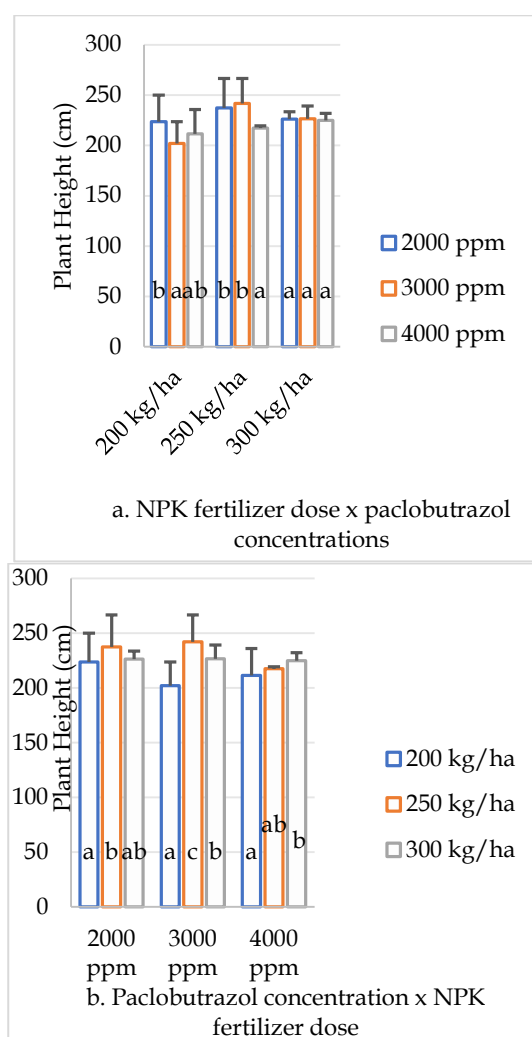 300
250
200
150
100
50
0
Plant Height (cm)
b a ab b b a a a a
200 kg/ha
250 kg/ha
300 kg/ha
2000 ppm
3000 ppm
4000 ppm
a. NPK fertilizer dose x paclobutrazol
concentrations
300
250
200
150
100
50
0
Plant Height (cm)
a b ab a c b a ab b
2000
ppm
3000
ppm
4000
ppm
200 kg/ha
250 kg/ha
300 kg/ha
b. Paclobutrazol concentration x NPK
fertilizer dose